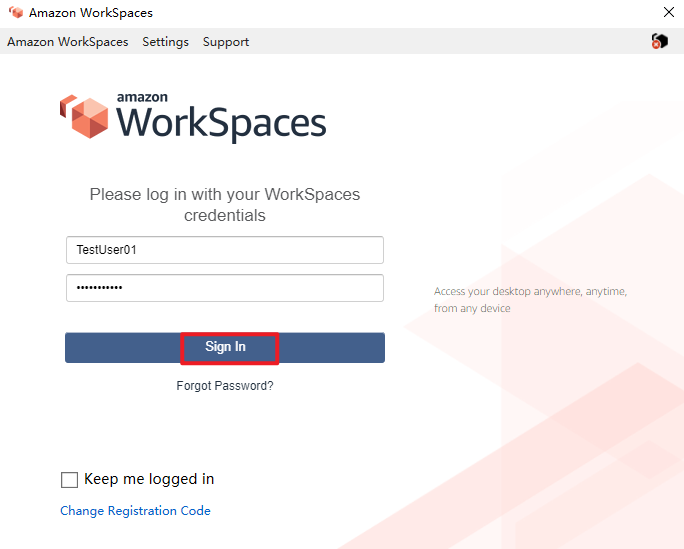 Amazon WorkSpaces
Amazon WorkSpaces Settings Support
amazon
WorkSpaces
Please log in with your WorkSpaces
credentials
TestUser01
•••••••••••
Access your desktop anywhere, anytime,
from any device
Sign In
Forgot Password?
Keep me logged in
Change Registration Code